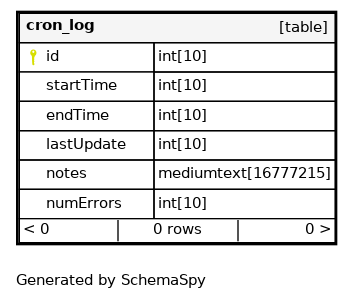 cron_log [table]
id int[10]
startTime int[10]
endTime int[10]
lastUpdate int[10]
notes mediumtext[16777215]
numErrors int[10]
< 0 0 rows 0 >
Generated by SchemaSpy